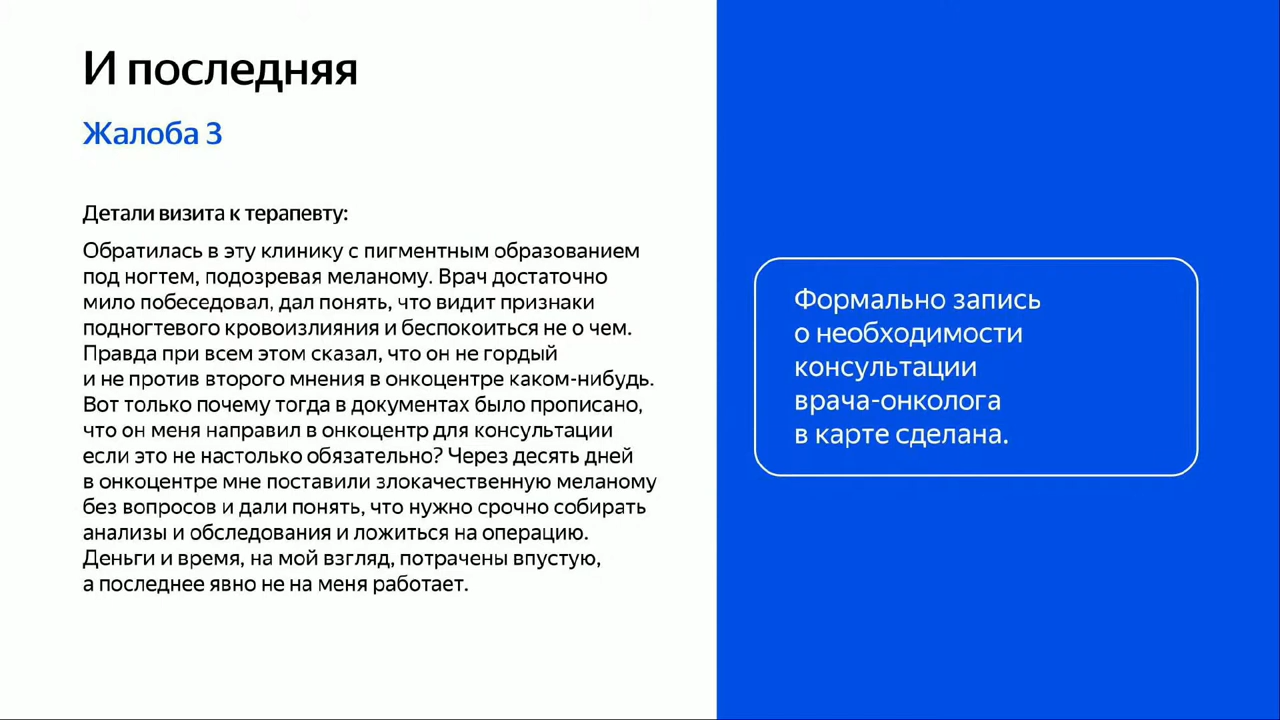 И последняя
Жалоба 3
Детали визита к терапевту:
Обратилась в эту клинику с пигментным образованием
под ногтем, подозревая меланому. Врач достаточно
мило побеседовал, дал понять, что видит признаки
подногтевого кровоизлияния и беспокоиться не о чем.
Правда при всем этом сказал, что он не гордый
и не против второго мнения в онкоцентре каком-нибудь.
Вот только почему тогда в документах было прописано,
что он меня направил в онкоцентр для консультации
если это не настолько обязательно? Через десять дней
в онкоцентре мне поставили злокачественную меланому
без вопросов и дали понять, что нужно срочно собирать
анализы и обследования и ложиться на операцию.
Деньги и время, на мой взгляд, потрачены впустую,
а последнее явно не на меня работает.
Формально запись
о необходимости
консультации
врача-онколога
в карте сделана.